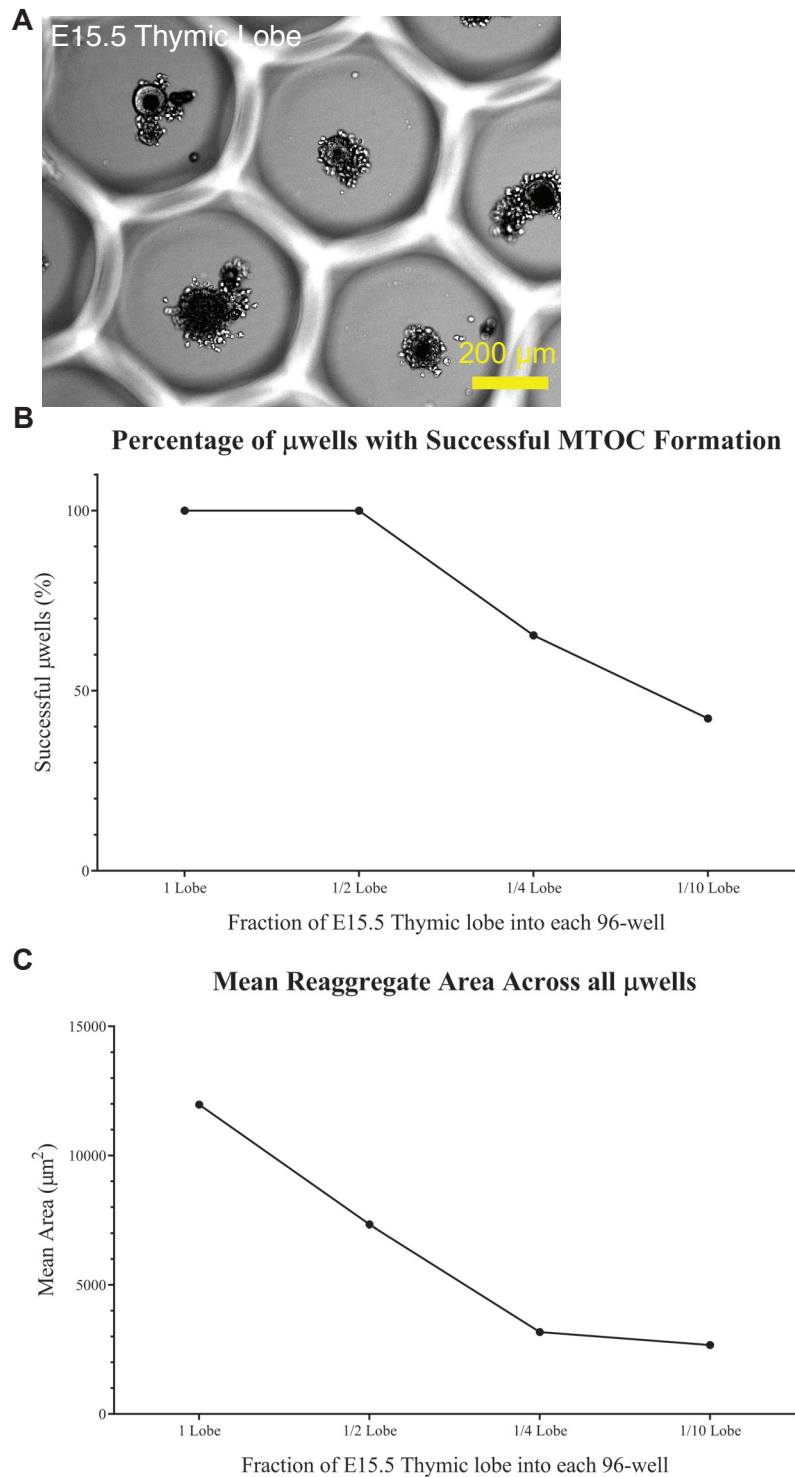 A
E15.5 Thymic Lobe
200 μm
B
Percentage of μwells with Successful MTOC Formation
100
50
0
Successful μwells (%)
1 Lobe 1/2 Lobe 1/4 Lobe 1/10 Lobe
Fraction of E15.5 Thymic lobe into each 96-well
C
Mean Reaggregate Area Across all μwells
15000
10000
5000
0
Mean Area (μm²)
1 Lobe 1/2 Lobe 1/4 Lobe 1/10 Lobe
Fraction of E15.5 Thymic lobe into each 96-well